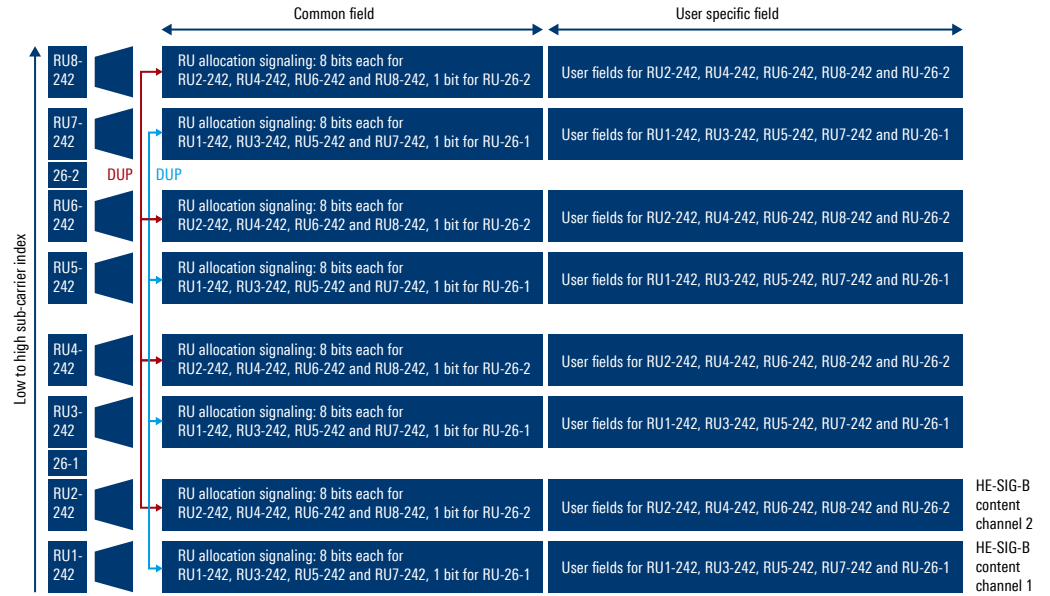 Common field
User specific field
Low to high sub-carrier index
RU8-
242
RU allocation signaling: 8 bits each for
RU2-242, RU4-242, RU6-242 and RU8-242, 1 bit for RU-26-2
User fields for RU2-242, RU4-242, RU6-242, RU8-242 and RU-26-2
RU7-
242
RU allocation signaling: 8 bits each for
RU1-242, RU3-242, RU5-242 and RU7-242, 1 bit for RU-26-1
User fields for RU1-242, RU3-242, RU5-242, RU7-242 and RU-26-1
26-2
DUP
DUP
RU6-
242
RU allocation signaling: 8 bits each for
RU2-242, RU4-242, RU6-242 and RU8-242, 1 bit for RU-26-2
User fields for RU2-242, RU4-242, RU6-242, RU8-242 and RU-26-2
RU5-
242
RU allocation signaling: 8 bits each for
RU1-242, RU3-242, RU5-242 and RU7-242, 1 bit for RU-26-1
User fields for RU1-242, RU3-242, RU5-242, RU7-242 and RU-26-1
RU4-
242
RU allocation signaling: 8 bits each for
RU2-242, RU4-242, RU6-242 and RU8-242, 1 bit for RU-26-2
User fields for RU2-242, RU4-242, RU6-242, RU8-242 and RU-26-2
RU3-
242
RU allocation signaling: 8 bits each for
RU1-242, RU3-242, RU5-242 and RU7-242, 1 bit for RU-26-1
User fields for RU1-242, RU3-242, RU5-242, RU7-242 and RU-26-1
26-1
RU2-
242
RU allocation signaling: 8 bits each for
RU2-242, RU4-242, RU6-242 and RU8-242, 1 bit for RU-26-2
User fields for RU2-242, RU4-242, RU6-242, RU8-242 and RU-26-2
HE-SIG-B
content
channel 2
RU1-
242
RU allocation signaling: 8 bits each for
RU1-242, RU3-242, RU5-242 and RU7-242, 1 bit for RU-26-1
User fields for RU1-242, RU3-242, RU5-242, RU7-242 and RU-26-1
HE-SIG-B
content
channel 1